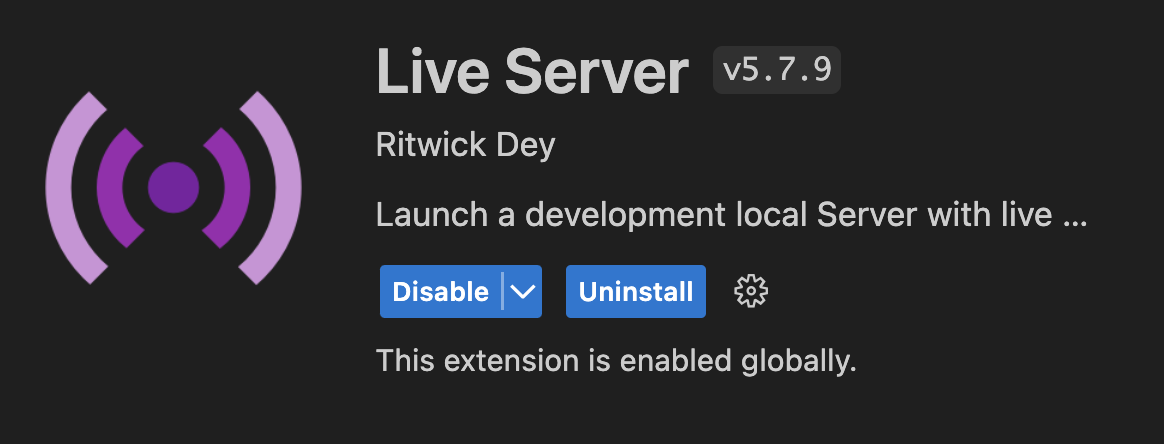 Live Server v5.7.9
Ritwick Dey
Launch a development local Server with live ...
Disable Uninstall
This extension is enabled globally.